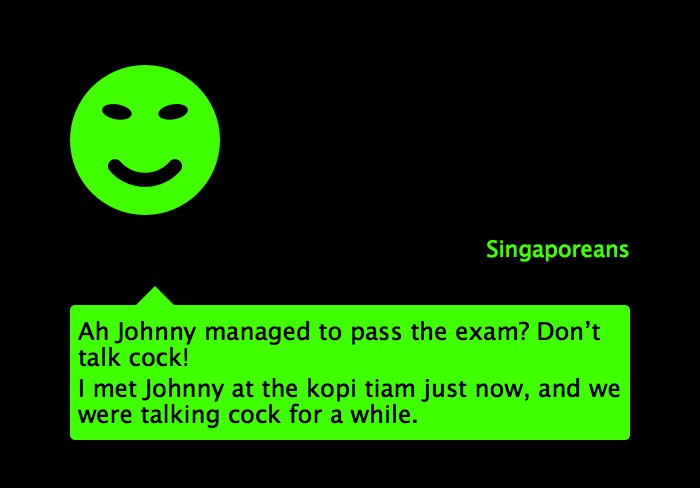 Singaporeans
Ah Johnny managed to pass the exam? Don’t
talk cock!
I met Johnny at the kopi tiam just now, and we
were talking cock for a while.